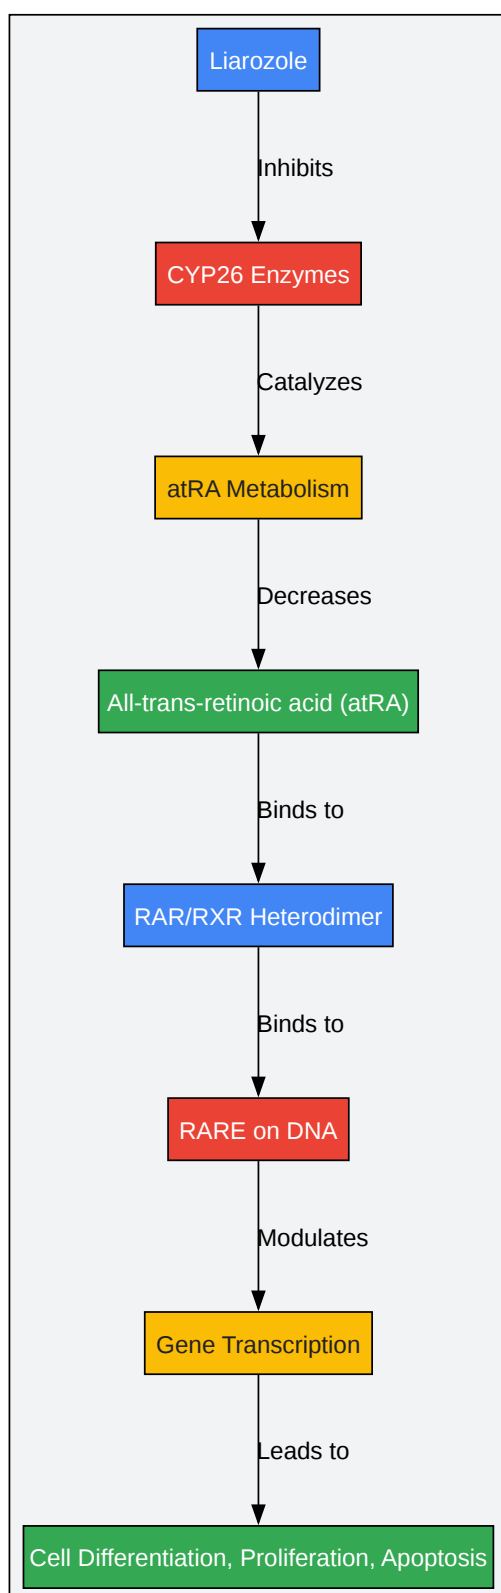 Liarozole
Inhibits
CYP26 Enzymes
Catalyzes
atRA Metabolism
Decreases
All-trans-retinoic acid (atRA)
Binds to
RAR/RXR Heterodimer
Binds to
RARE on DNA
Modulates
Gene Transcription
Leads to
Cell Differentiation, Proliferation, Apoptosis